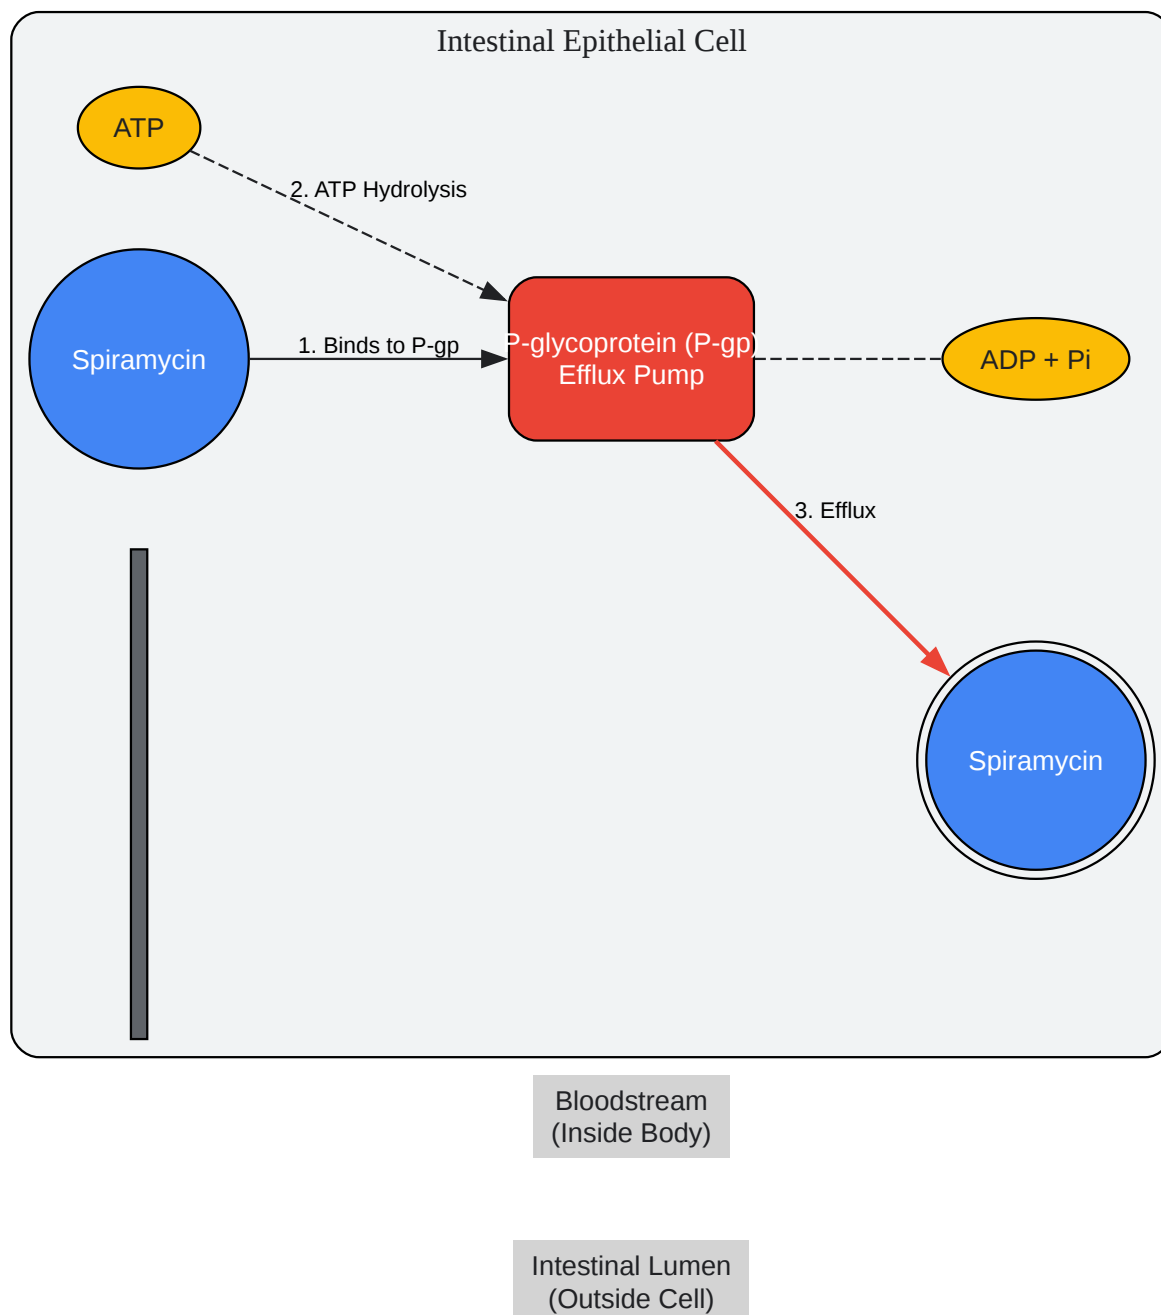 Intestinal Epithelial Cell
ATP
2. ATP Hydrolysis
Spiramycin
1. Binds to P-gp
P-glycoprotein (P-gp)
Efflux Pump
ADP + Pi
3. Efflux
Spiramycin
Bloodstream
(Inside Body)
Intestinal Lumen
(Outside Cell)